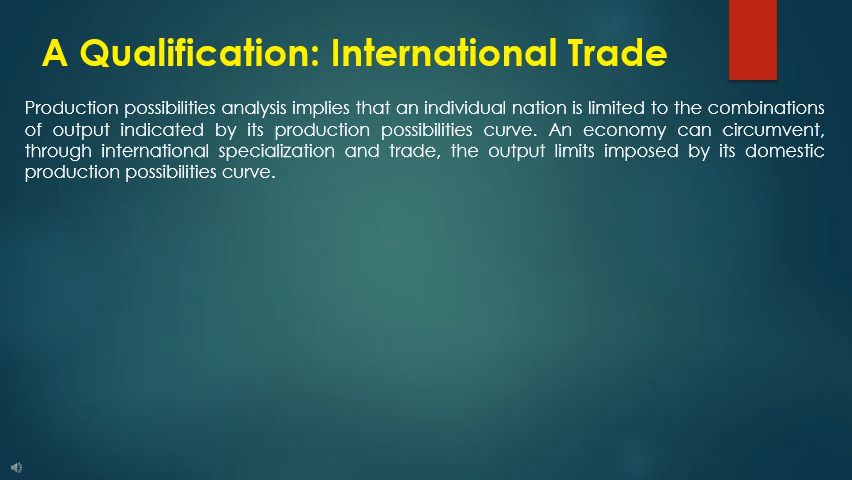 A Qualification: International Trade
Production possibilities analysis implies that an individual nation is limited to the combinations
of output indicated by its production possibilities curve. An economy can circumvent,
through international specialization and trade, the output limits imposed by its domestic
production possibilities curve.